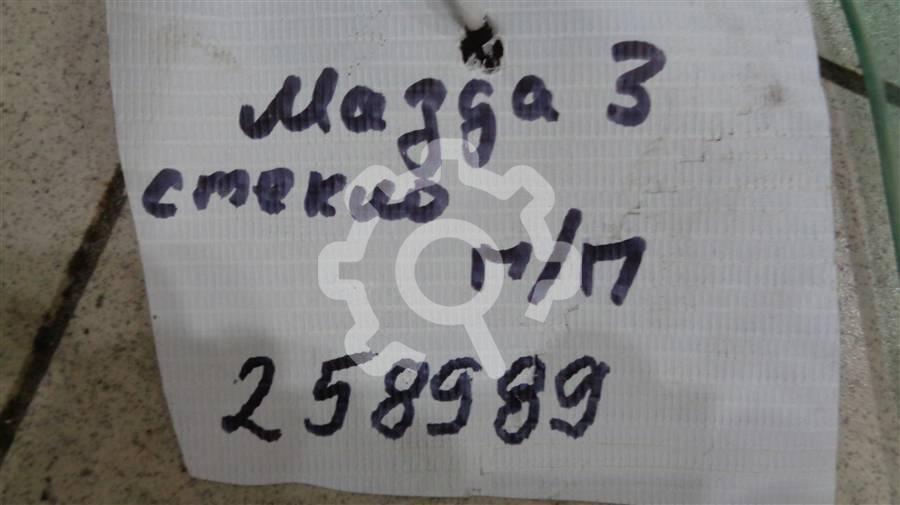 Мазда 3
стекло
п/п
258989